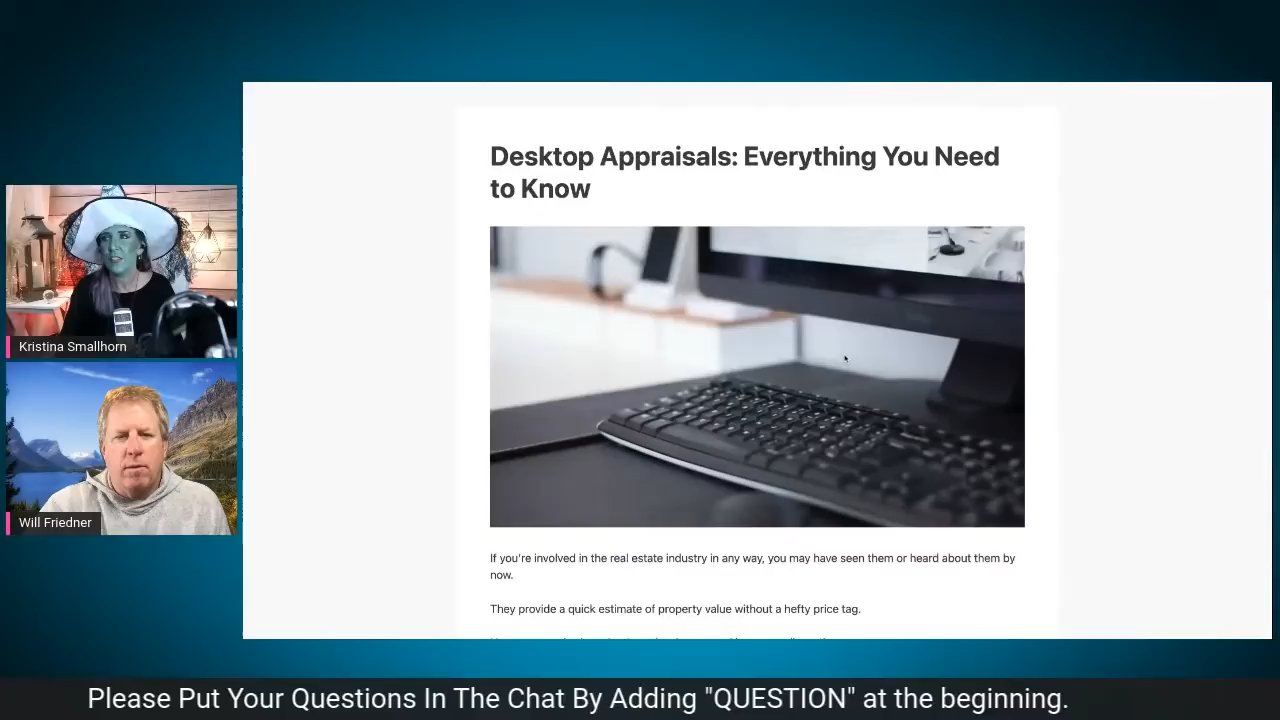 Desktop Appraisals: Everything You Need
to Know
Kristina Smallhorn
Will Friedner
If you're involved in the real estate industry in any way, you may have seen them or heard about them by
now.
They provide a quick estimate of property value without a hefty price tag.
Please Put Your Questions In The Chat By Adding "QUESTION" at the beginning.